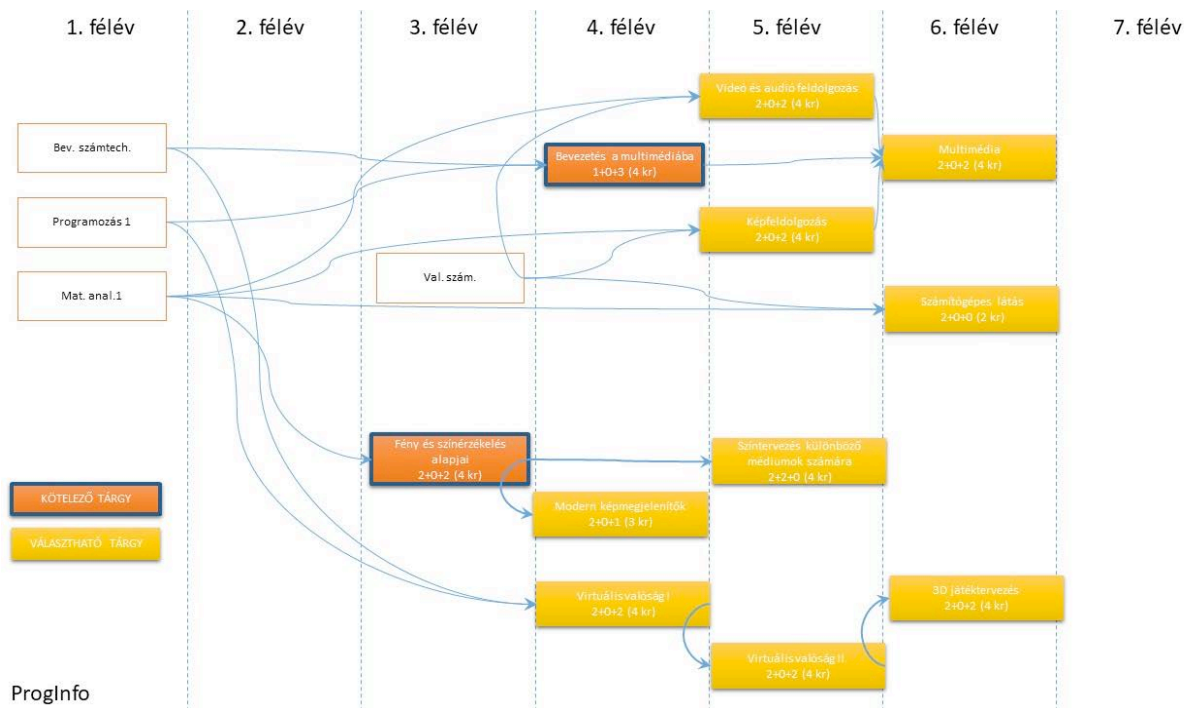 1. félév
2. félév
3. félév
4. félév
5. félév
6. félév
7. félév
Videó és audio feldolgozás
2+0+2 (4 kr)
Bev. számtech.
Bevezetés a multimédiába
1+0+3 (4 kr)
Multimédia
2+0+2 (4 kr)
Programozás 1
Képfeldolgozás
2+0+2 (4 kr)
Mat. anal.1
Val. szám.
Számítógépes látás
2+0+0 (2 kr)
Fény és színérzékelés
alapjai
2+0+2 (4 kr)
Színtervezés különböző
médiumok számára
2+2+0 (4 kr)
KÖTELEZŐ TÁRGY
Modern képmegjelenítők
2+0+1 (3 kr)
VÁLASZTHATÓ TÁRGY
Virtuális valóság I
2+0+2 (4 kr)
3D játéktervezés
2+0+2 (4 kr)
Virtuális valóság II.
2+0+2 (4 kr)
ProgInfo